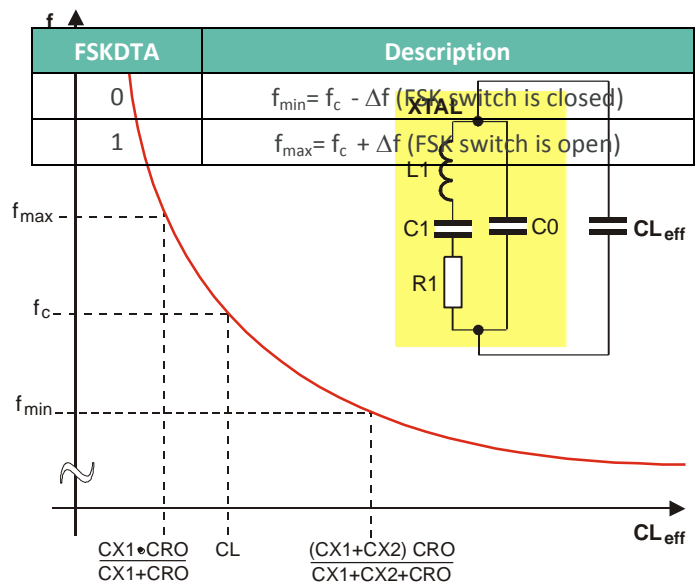 f
FSKDTA Description
0 fmin= fc - Δf (FSK switch is closed)
XTAL
1 fmax= fc + Δf (FSK switch is open)
L1
fmax
C1 C0 CLeff
R1
fc
fmin
CLeff
CX1•CRO
CX1+CRO
CL
(CX1+CX2) CRO
CX1+CX2+CRO